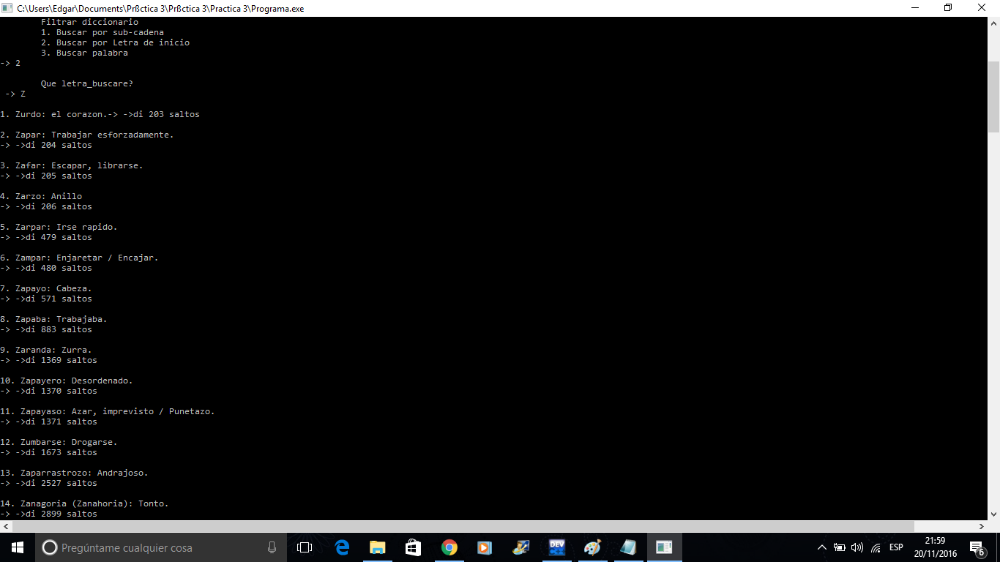 C:\Users\Edgar\Documents\Prßctica 3\Prßctica 3\Practica 3\Programa.exe
Filtrar diccionario
1. Buscar por sub-cadena
2. Buscar por Letra de inicio
3. Buscar palabra
-> 2
Que letra_buscare?
-> Z
1. Zurdo: el corazon.-> ->di 203 saltos
2. Zapar: Trabajar esforzadamente.
-> ->di 204 saltos
3. Zafar: Escapar, librarse.
-> ->di 205 saltos
4. Zarzo: Anillo
-> ->di 206 saltos
5. Zarpar: Irse rapido.
-> ->di 479 saltos
6. Zampar: Enjaretar / Encajar.
-> ->di 480 saltos
7. Zapayo: Cabeza.
-> ->di 571 saltos
8. Zapaba: Trabajaba.
-> ->di 883 saltos
9. Zaranda: Zurra.
-> ->di 1369 saltos
10. Zapayero: Desordenado.
-> ->di 1370 saltos
11. Zapayaso: Azar, imprevisto / Punetazo.
-> ->di 1371 saltos
12. Zumbarse: Drogarse.
-> ->di 1673 saltos
13. Zaparrastrozo: Andrajoso.
-> ->di 2527 saltos
14. Zanagoria (Zanahoria): Tonto.
-> ->di 2899 saltos
Pregúntame cualquier cosa
DEV
ESP
21:59
20/11/2016
6